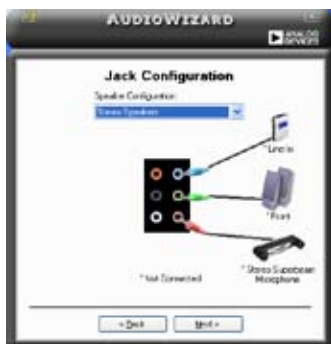 AUDIOWIZARD
ANALOG
DEVICES
Jack Configuration
Speaker Configuration:
Stereo Speakers
* Line In
* Front
* Stereo Superbeam
Microphone
* Not Connected
< Back
Next >